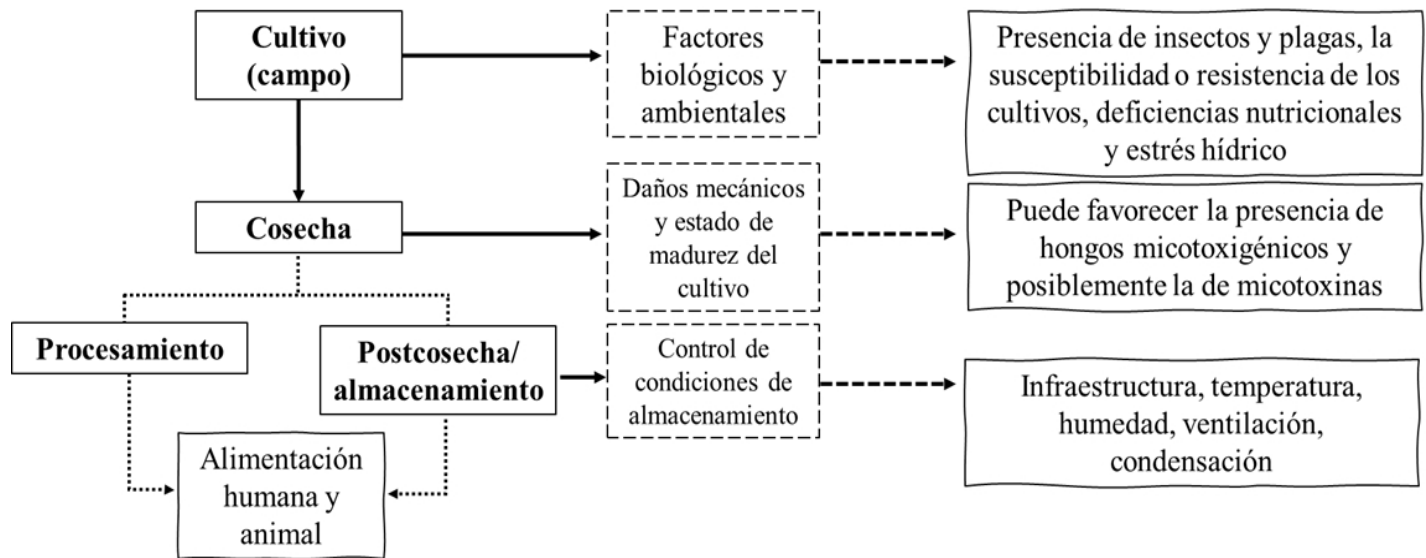 Cultivo
(campo)
Factores
biológicos y
ambientales
Presencia de insectos y plagas, la
susceptibilidad o resistencia de los
cultivos, deficiencias nutricionales
y estrés hídrico
Cosecha
Daños mecánicos
y estado de
madurez del
cultivo
Puede favorecer la presencia de
hongos micotoxigénicos y
posiblemente la de micotoxinas
Procesamiento
Postcosecha/
almacenamiento
Control de
condiciones de
almacenamiento
Infraestructura, temperatura,
humedad, ventilación,
condensación
Alimentación
humana y
animal